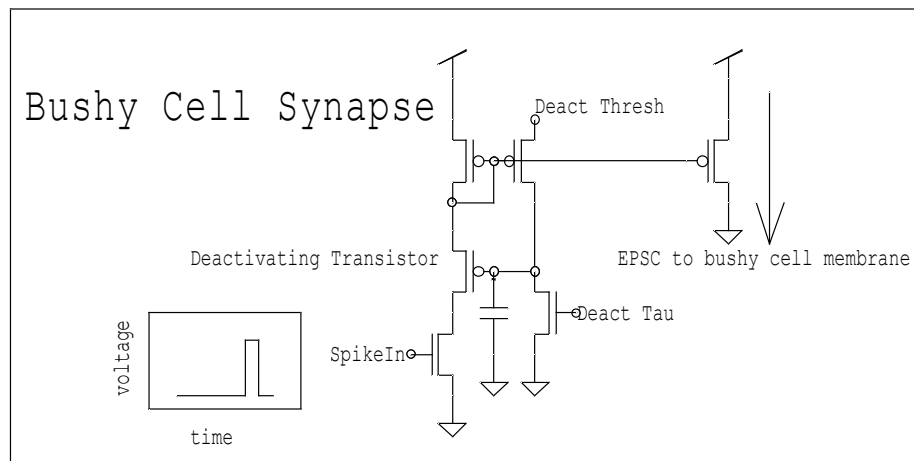 Deact Thresh
Bushy Cell Synapse
Deactivating Transistor
EPSC to bushy cell membrane
Deact Tau
SpikeIn
voltage
time